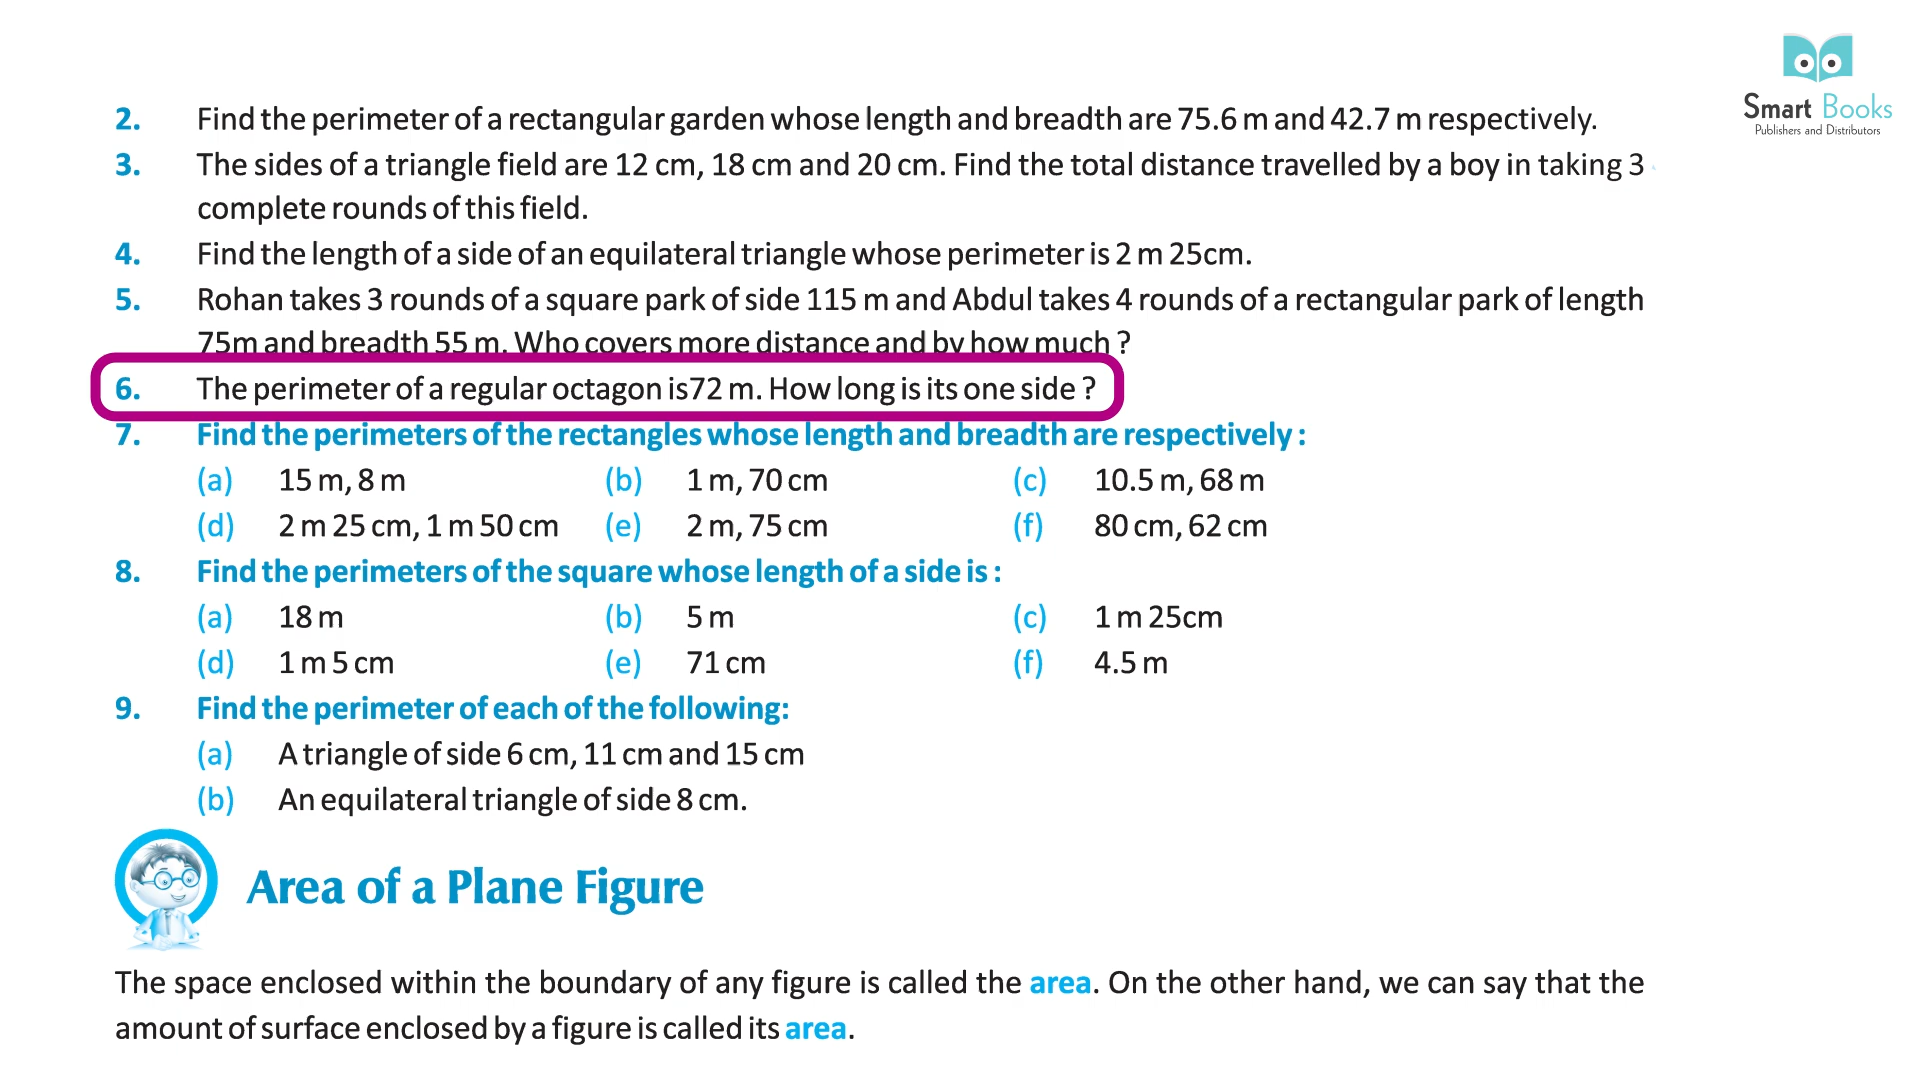 Smart Books
Publishers and Distributors
2. Find the perimeter of a rectangular garden whose length and breadth are 75.6 m and 42.7 m respectively.
3. The sides of a triangle field are 12 cm, 18 cm and 20 cm. Find the total distance travelled by a boy in taking 3
complete rounds of this field.
4. Find the length of a side of an equilateral triangle whose perimeter is 2 m 25cm.
5. Rohan takes 3 rounds of a square park of side 115 m and Abdul takes 4 rounds of a rectangular park of length
75m and breadth 55 m. Who covers more distance and by how much ?
6. The perimeter of a regular octagon is72 m. How long is its one side ?
7. Find the perimeters of the rectangles whose length and breadth are respectively :
(a) 15 m, 8 m (b) 1 m, 70 cm (c) 10.5 m, 68 m
(d) 2 m 25 cm, 1 m 50 cm (e) 2 m, 75 cm (f) 80 cm, 62 cm
8. Find the perimeters of the square whose length of a side is :
(a) 18 m (b) 5 m (c) 1 m 25cm
(d) 1 m 5 cm (e) 71 cm (f) 4.5 m
9. Find the perimeter of each of the following:
(a) A triangle of side 6 cm, 11 cm and 15 cm
(b) An equilateral triangle of side 8 cm.
Area of a Plane Figure
The space enclosed within the boundary of any figure is called the area. On the other hand, we can say that the
amount of surface enclosed by a figure is called its area.